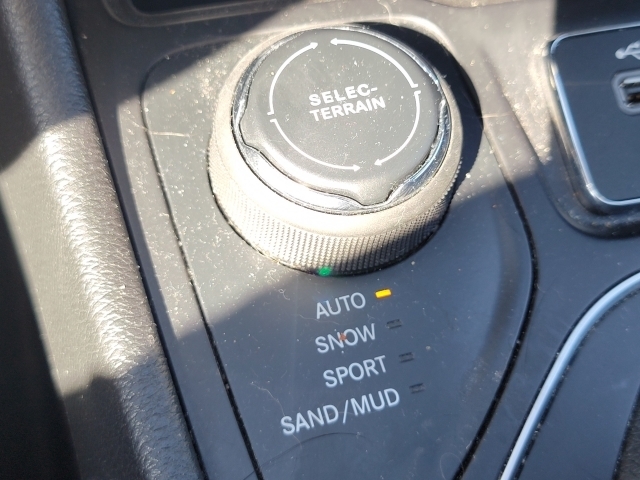 SELEC-
TERRAIN
AUTO
SNOW
SPORT
SAND/MUD